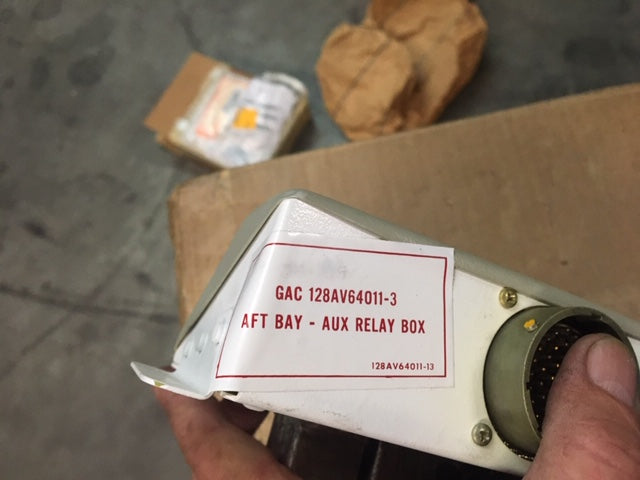 GAC 128AV64011-3
AFT BAY - AUX RELAY BOX
128AV64011-13